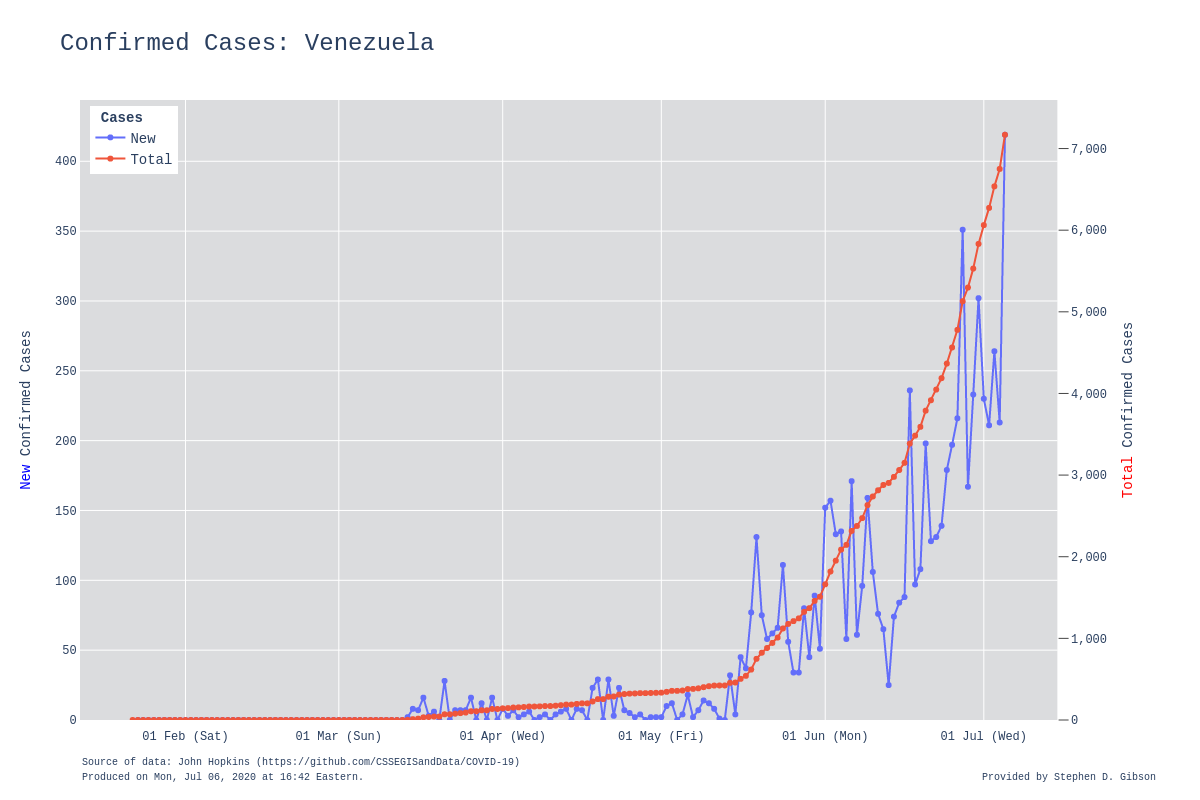 Confirmed Cases: Venezuela
Cases
New
Total
400
350
300
250
200
150
100
50
0
New Confirmed Cases
7,000
6,000
5,000
4,000
3,000
2,000
1,000
0
Total Confirmed Cases
01 Feb (Sat) 01 Mar (Sun) 01 Apr (Wed) 01 May (Fri) 01 Jun (Mon) 01 Jul (Wed)
Source of data: John Hopkins (https://github.com/CSSEGISandData/COVID-19)
Produced on Mon, Jul 06, 2020 at 16:42 Eastern.
Provided by Stephen D. Gibson